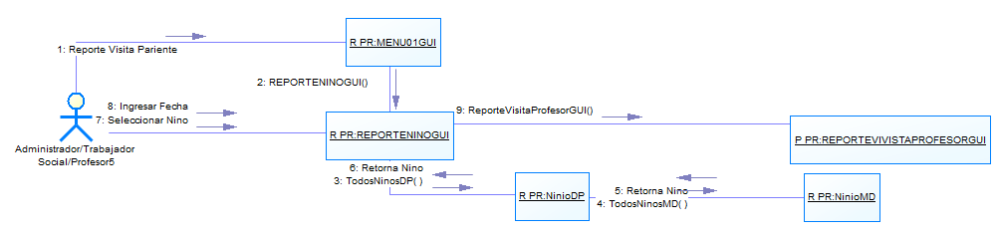 R PR:MENU01GUI
1: Reporte Visita Pariente
2: REPORTENINOGUI()
8: Ingresar Fecha
7: Seleccionar Nino
9: ReporteVisitaProfesorGUI()
R PR:REPORTENINOGUI
P PR:REPORTEVIVISTAPROFESORGUI
Administrador/Trabajador
Social/Profesor5
6: Retorna Nino
3: TodosNinosDP( )
5: Retorna Nino
4: TodosNinosMD( )
R PR:NinioDP
R PR:NinioMD